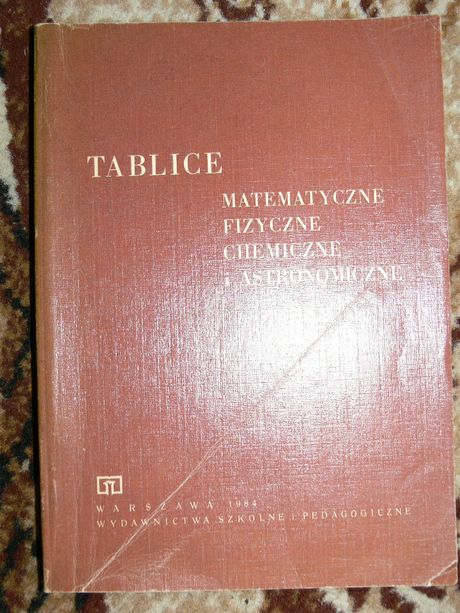 TABLICE
MATEMATYCZNE
FIZYCZNE
CHEMICZNE
i ASTRONOMICZNE
WARSZAWA 1984
WYDAWNICTWA SZKOLNE i PEDAGOGICZNE